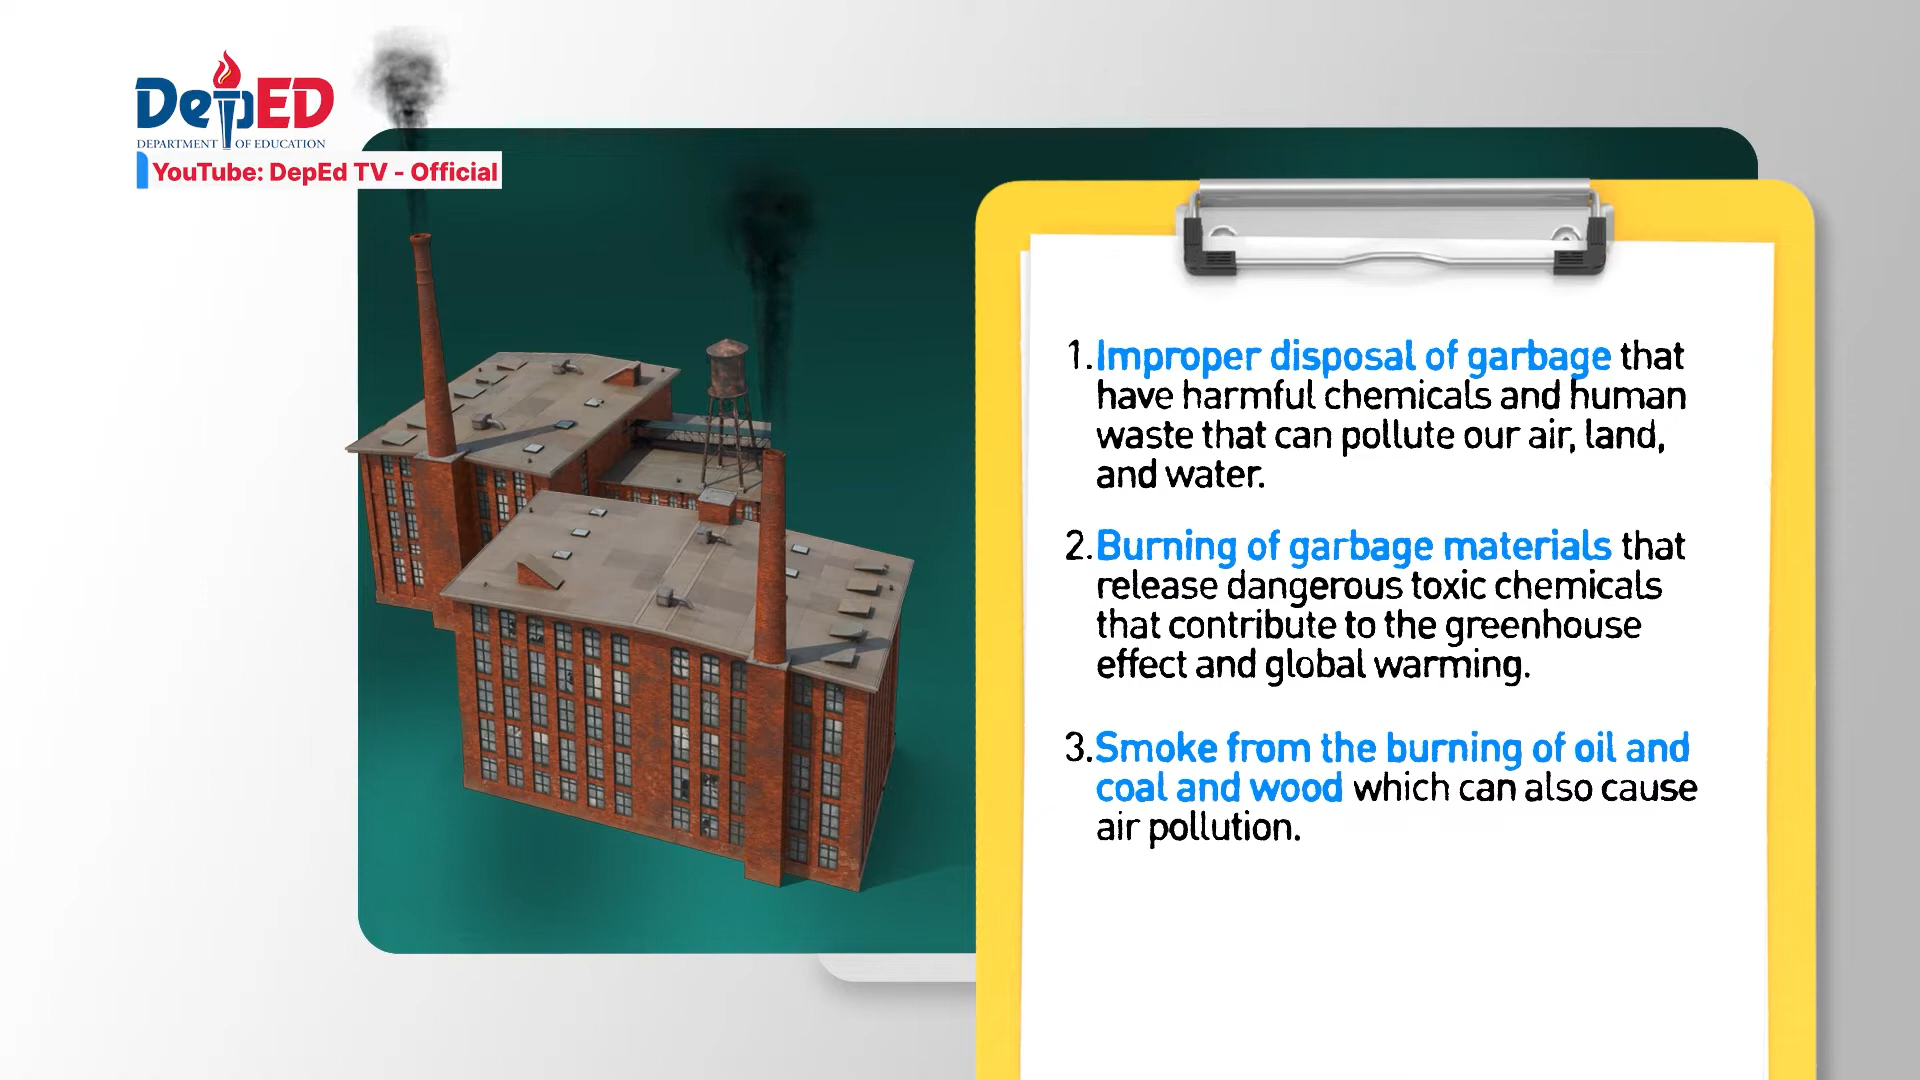 DepED
DEPARTMENT OF EDUCATION
YouTube: DepEd TV - Official
1. Improper disposal of garbage that
have harmful chemicals and human
waste that can pollute our air, land,
and water.
2. Burning of garbage materials that
release dangerous toxic chemicals
that contribute to the greenhouse
effect and global warming.
3. Smoke from the burning of oil and
coal and wood which can also cause
air pollution.